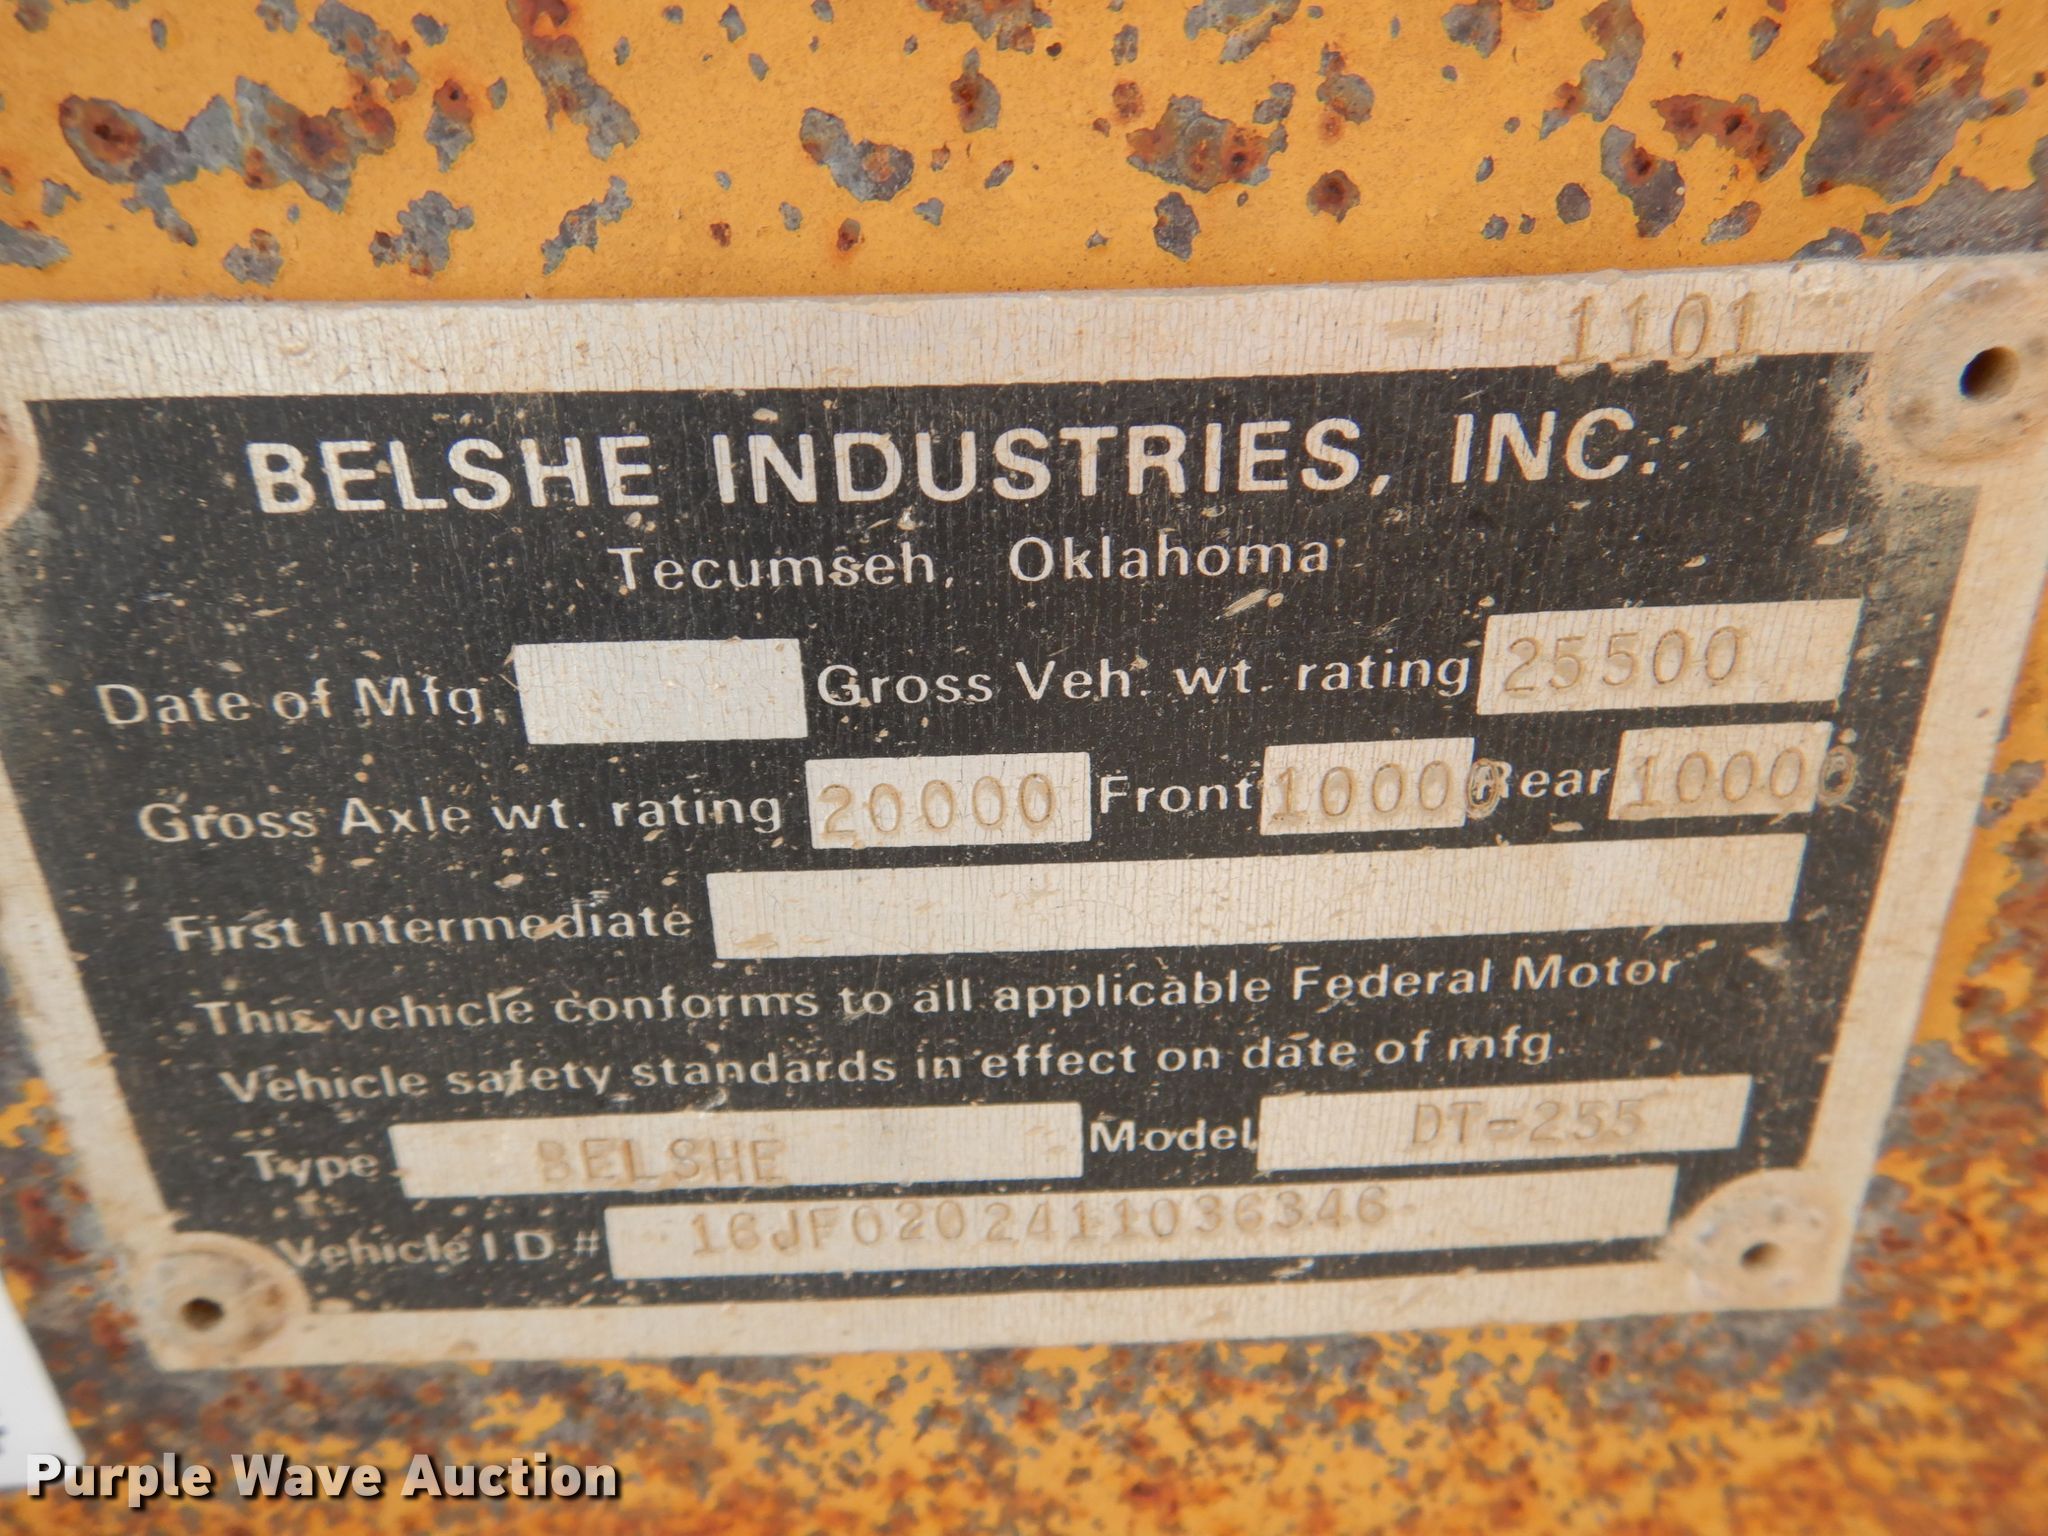 1101
BELSHE INDUSTRIES, INC.
Tecumseh, Oklahoma
Date of Mfg. Gross Veh. wt. rating 25500
Gross Axle wt. rating 20000 Front 10000 Rear 10000
First Intermediate
This vehicle conforms to all applicable Federal Motor
Vehicle safety standards in effect on date of mfg.
Type BELSHE Model DT-255
Vehicle I.D.# 16JF0202411036346
Purple Wave Auction